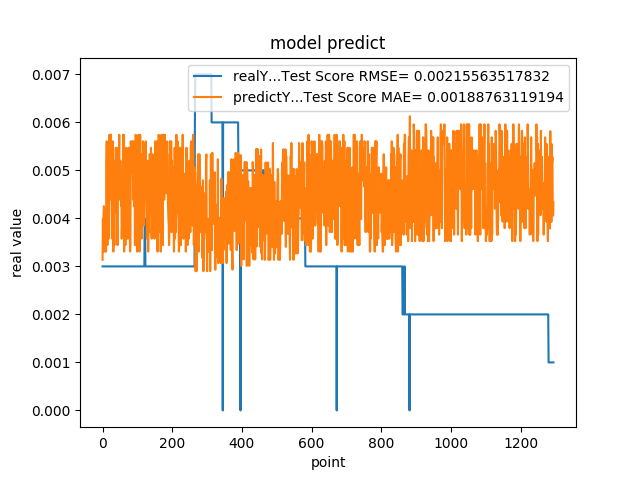 model predict
realY...Test Score RMSE= 0.00215563517832
predictY...Test Score MAE= 0.00188763119194
0.007
0.006
0.005
0.004
0.003
0.002
0.001
0.000
real value
0 200 400 600 800 1000 1200
point